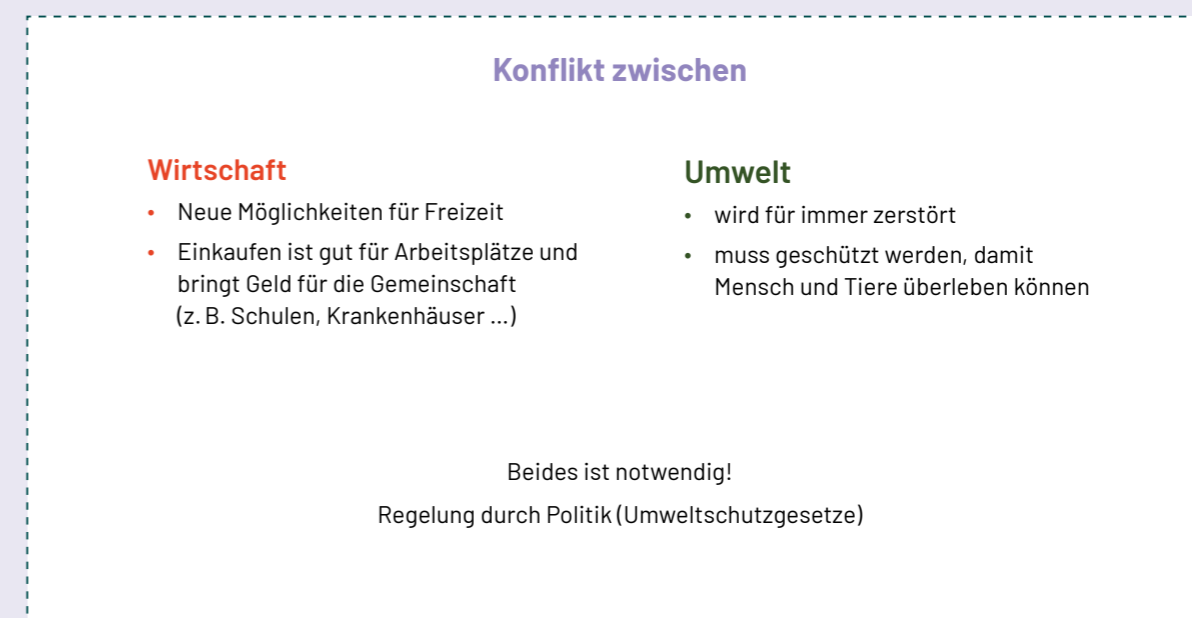 Konflikt zwischen
Wirtschaft
• Neue Möglichkeiten für Freizeit
• Einkaufen ist gut für Arbeitsplätze und
bringt Geld für die Gemeinschaft
(z. B. Schulen, Krankenhäuser ...)
Umwelt
• wird für immer zerstört
• muss geschützt werden, damit
Mensch und Tiere überleben können
Beides ist notwendig!
Regelung durch Politik (Umweltschutzgesetze)